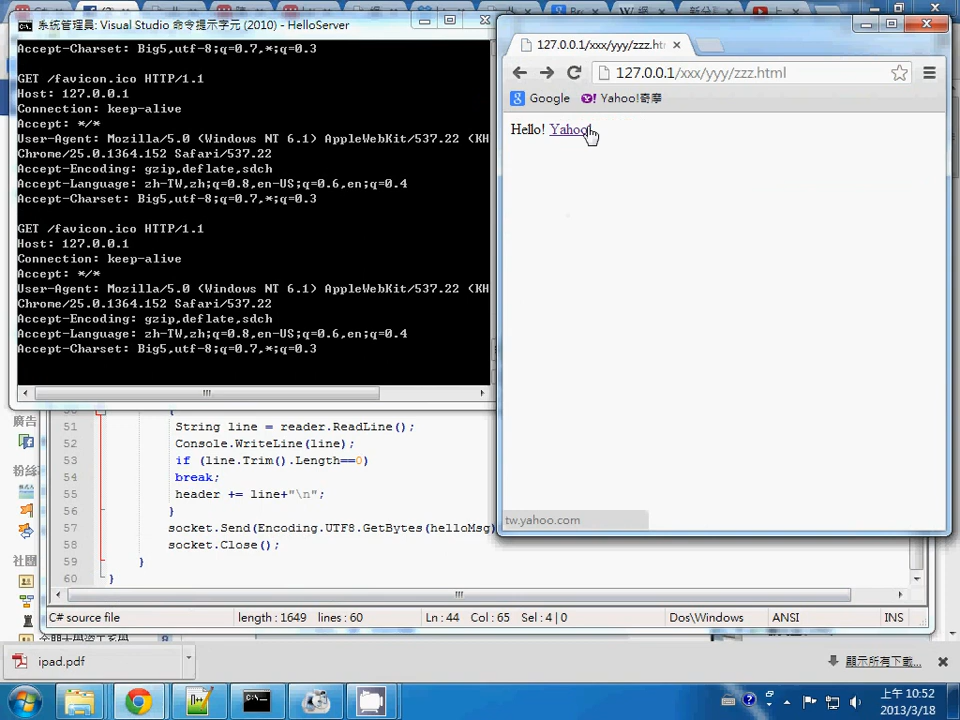 系統管理員: Visual Studio 命令提示字元 (2010) - HelloServer
Accept-Charset: Big5,utf-8;q=0.7,*;q=0.3
GET /favicon.ico HTTP/1.1
Host: 127.0.0.1
Connection: keep-alive
Accept: */*
User-Agent: Mozilla/5.0 (Windows NT 6.1) AppleWebKit/537.22 (KH
Chrome/25.0.1364.152 Safari/537.22
Accept-Encoding: gzip,deflate,sdch
Accept-Language: zh-TW,zh;q=0.8,en-US;q=0.6,en;q=0.4
Accept-Charset: Big5,utf-8;q=0.7,*;q=0.3
GET /favicon.ico HTTP/1.1
Host: 127.0.0.1
Connection: keep-alive
Accept: */*
User-Agent: Mozilla/5.0 (Windows NT 6.1) AppleWebKit/537.22 (KH
Chrome/25.0.1364.152 Safari/537.22
Accept-Encoding: gzip,deflate,sdch
Accept-Language: zh-TW,zh;q=0.8,en-US;q=0.6,en;q=0.4
Accept-Charset: Big5,utf-8;q=0.7,*;q=0.3
127.0.0.1/xxx/yyy/zzz.ht
127.0.0.1/xxx/yyy/zzz.html
Google Yahoo!奇摩
Hello! Yahoo!
tw.yahoo.com
廣告
社團
51 String line = reader.ReadLine();
52 Console.WriteLine(line);
53 if (line.Trim().Length==0)
54 break;
55 header += line+"\n";
56 }
57 socket.Send(Encoding.UTF8.GetBytes(helloMsg)
58 socket.Close();
59 }
60 }
C# source file length : 1649 lines : 60 Ln : 44 Col : 65 Sel : 4 | 0 Dos\Windows ANSI INS
ipad.pdf
顯示所有下載...
上午 10:52
2013/3/18